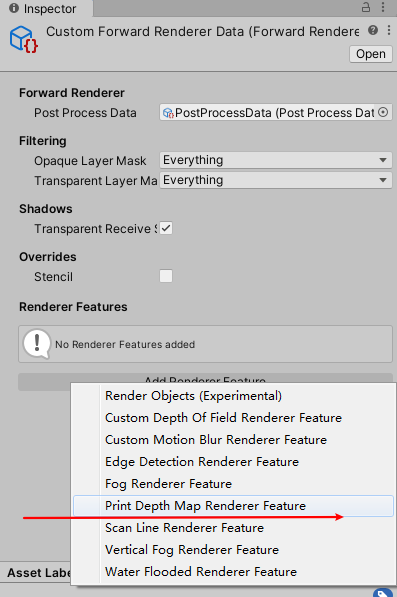 Inspector
Custom Forward Renderer Data (Forward Rendere
Open
Forward Renderer
Post Process Data
PostProcessData (Post Process Dat
Filtering
Opaque Layer Mask
Everything
Transparent Layer Ma
Everything
Shadows
Transparent Receive S
Overrides
Stencil
Renderer Features
No Renderer Features added
Add Renderer Feature
Render Objects (Experimental)
Custom Depth Of Field Renderer Feature
Custom Motion Blur Renderer Feature
Edge Detection Renderer Feature
Fog Renderer Feature
Print Depth Map Renderer Feature
Scan Line Renderer Feature
Vertical Fog Renderer Feature
Asset Label
Water Flooded Renderer Feature